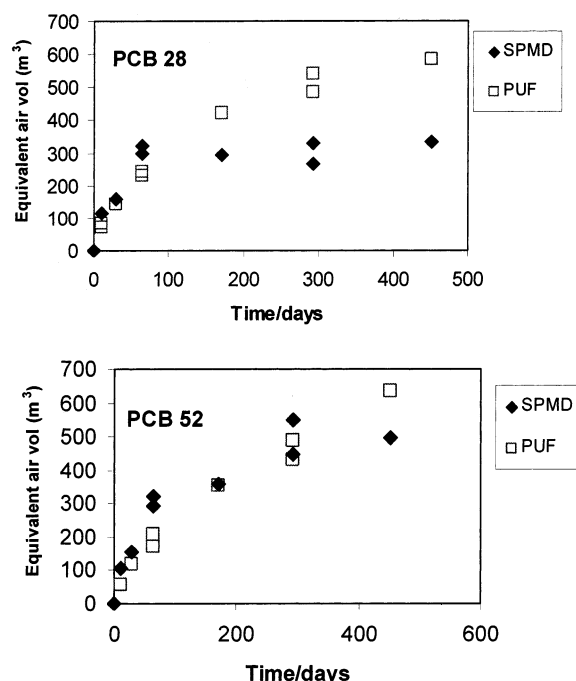 PCB 28
Equivalent air vol (m³)
700
600
500
400
300
200
100
0
0 100 200 300 400 500
Time/days
SPMD
PUF
PCB 52
Equivalent air vol (m³)
700
600
500
400
300
200
100
0
0 200 400 600
Time/days
SPMD
PUF